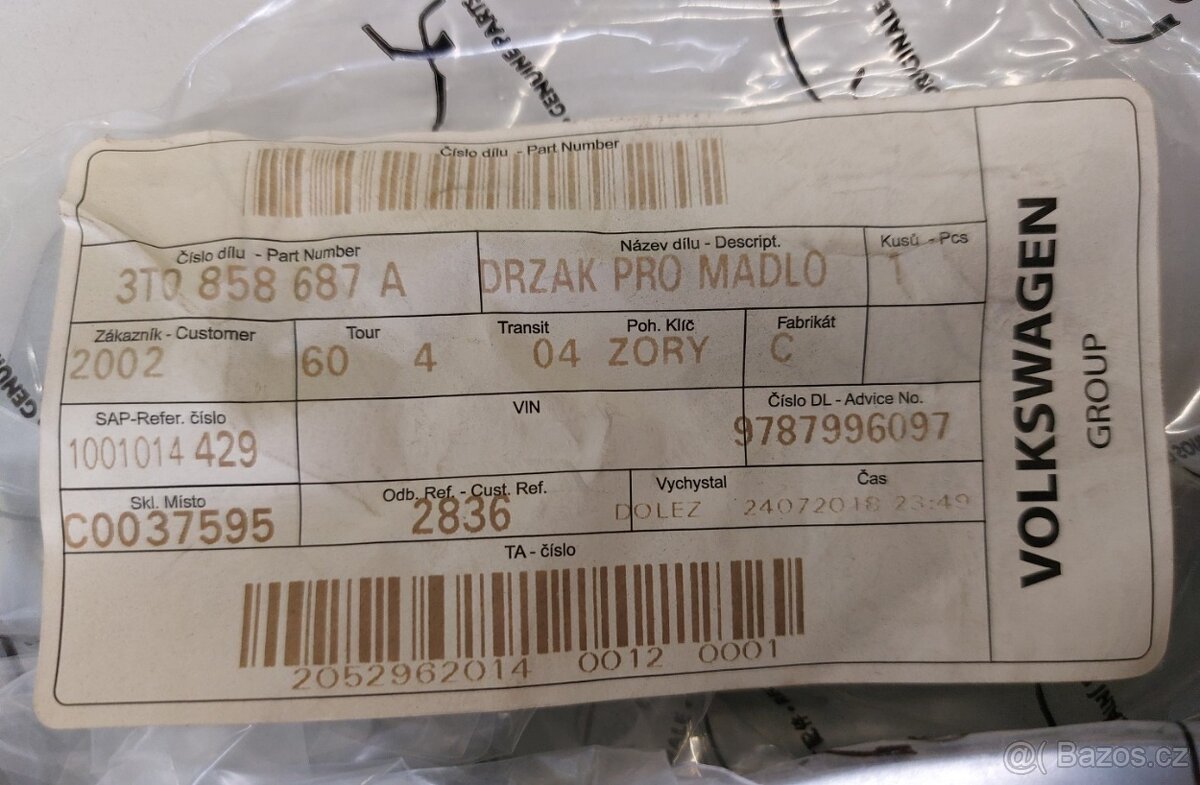 GENUINE PARTS
ORIGINALE
Číslo dílu - Part Number
Číslo dílu - Part Number
Název dílu - Descript.
Kusů - Pcs
3T0 858 687 A
DRZAK PRO MADLO
1
Zákazník - Customer
Tour
Transit
Poh. Klíč
Fabrikát
2002
60 4
04 ZORY
C
SAP-Refer. číslo
VIN
Číslo DL - Advice No.
1001014 429
9787996097
Skl. Místo
Odb. Ref. - Cust. Ref.
Vychystal
Čas
C0037595
2836
DOLEZ
24072018 23:49
TA - číslo
2052962014 0012 0001
VOLKSWAGEN
GROUP
@( Bazos.cz